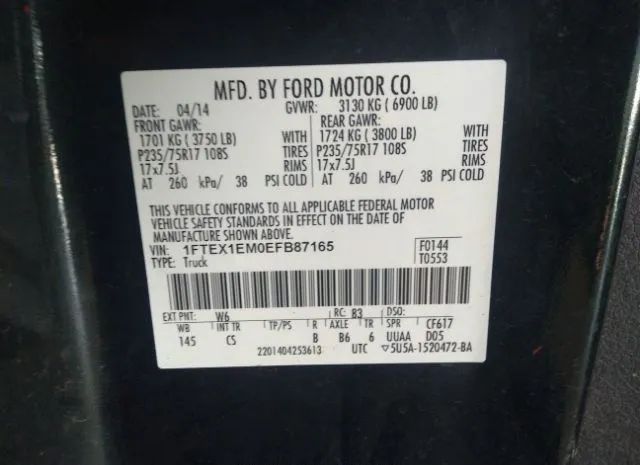 MFD. BY FORD MOTOR CO.
DATE: 04/14 GVWR: 3130 KG ( 6900 LB)
FRONT GAWR: REAR GAWR:
1701 KG ( 3750 LB) WITH 1724 KG ( 3800 LB) WITH
P235/75R17 108S TIRES P235/75R17 108S TIRES
17x7.5J RIMS 17x7.5J RIMS
AT 260 kPa/ 38 PSI COLD AT 260 kPa/ 38 PSI COLD
THIS VEHICLE CONFORMS TO ALL APPLICABLE FEDERAL MOTOR
VEHICLE SAFETY STANDARDS IN EFFECT ON THE DATE OF
MANUFACTURE SHOWN ABOVE.
VIN: 1FTEX1EM0EFB87165 F0144
TYPE: Truck T0553
EXT PNT: W6 RC: 83 DSO:
WB INT TR TP/PS R AXLE TR SPR CF617
145 CS B B6 6 UUAA D05
2201404253613 UTC ▽5U5A-1520472-BA